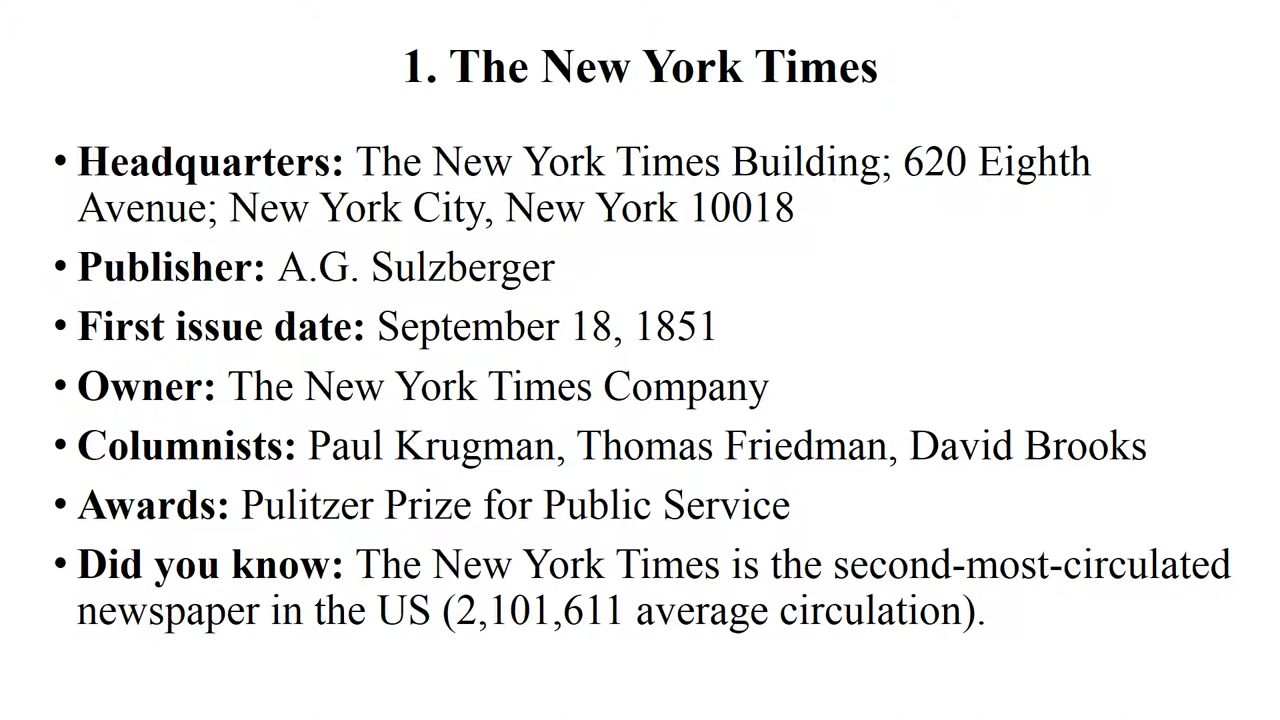 1. The New York Times
• Headquarters: The New York Times Building; 620 Eighth
Avenue; New York City, New York 10018
• Publisher: A.G. Sulzberger
• First issue date: September 18, 1851
• Owner: The New York Times Company
• Columnists: Paul Krugman, Thomas Friedman, David Brooks
• Awards: Pulitzer Prize for Public Service
• Did you know: The New York Times is the second-most-circulated
newspaper in the US (2,101,611 average circulation).